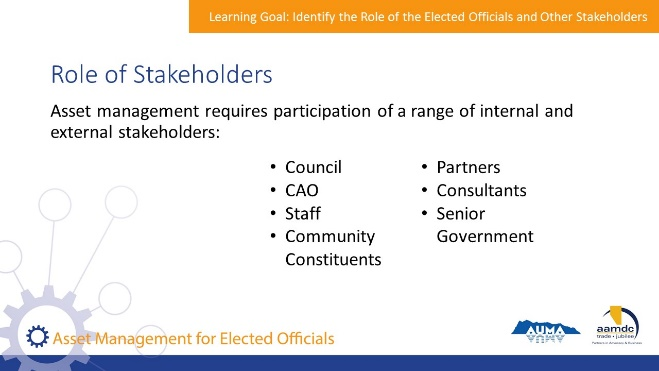 Learning Goal: Identify the Role of the Elected Officials and Other Stakeholders
Role of Stakeholders
Asset management requires participation of a range of internal and
external stakeholders:
• Council
• CAO
• Staff
• Community
Constituents
• Partners
• Consultants
• Senior
Government
Asset Management for Elected Officials
AUMA
aamdc
trade • jubilee